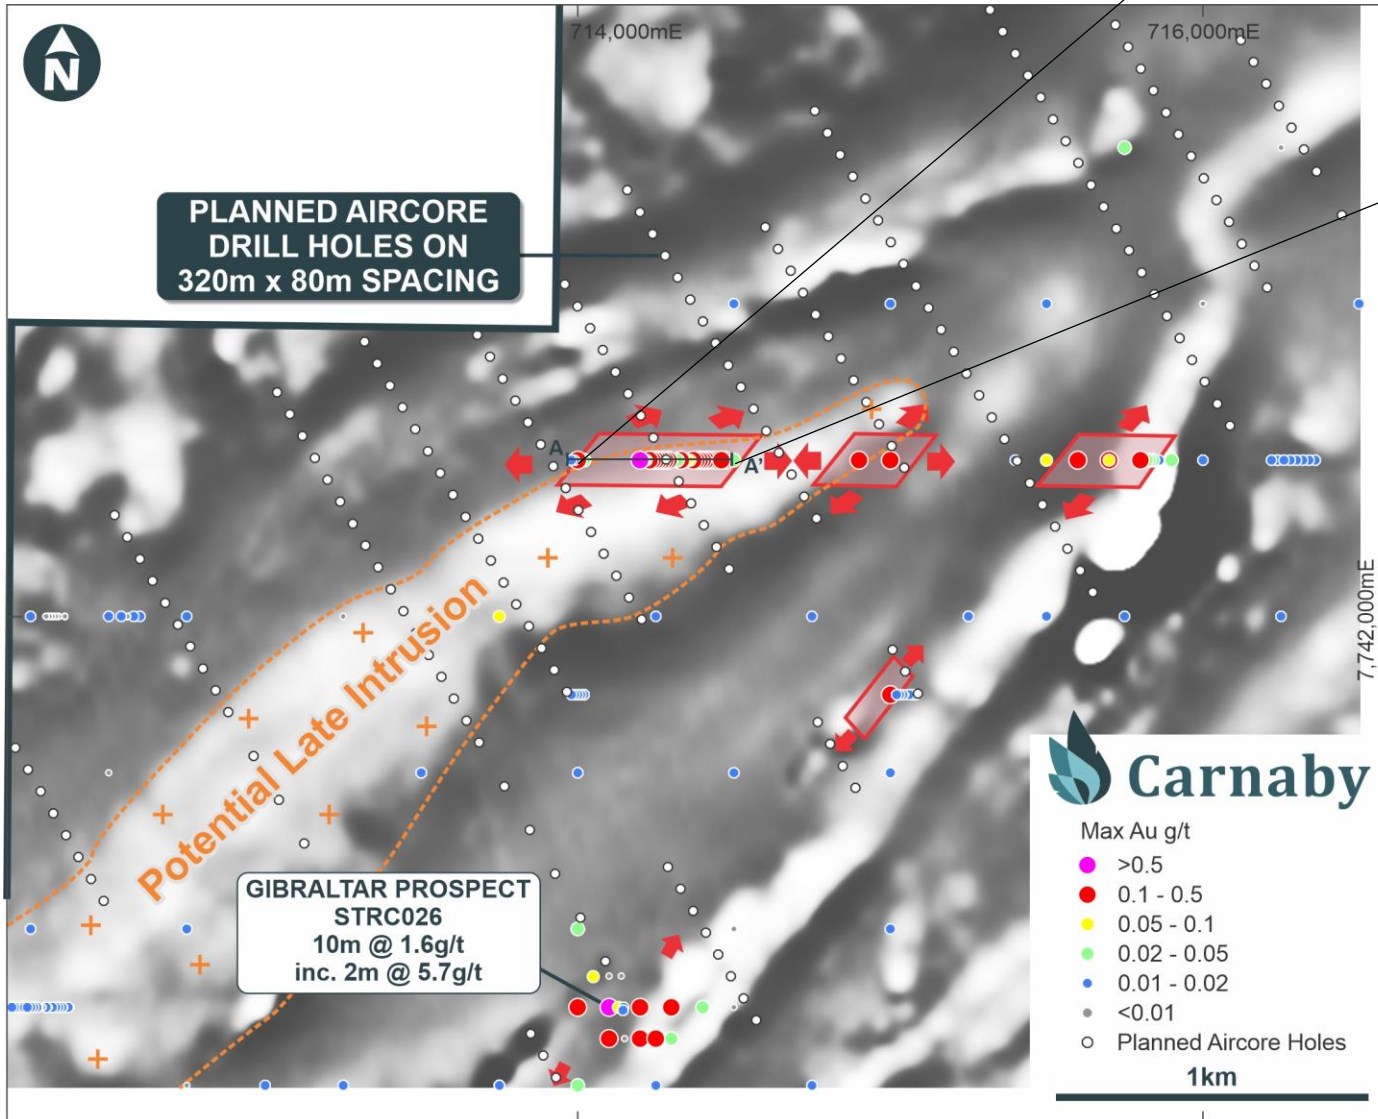 714,000mE
716,000mE
N
PLANNED AIRCORE
DRILL HOLES ON
320m x 80m SPACING
A
A'
Potential Late Intrusion
7,742,000mE
GIBRALTAR PROSPECT
STRC026
10m @ 1.6g/t
inc. 2m @ 5.7g/t
Carnaby
Max Au g/t
>0.5
0.1 - 0.5
0.05 - 0.1
0.02 - 0.05
0.01 - 0.02
<0.01
Planned Aircore Holes
1km